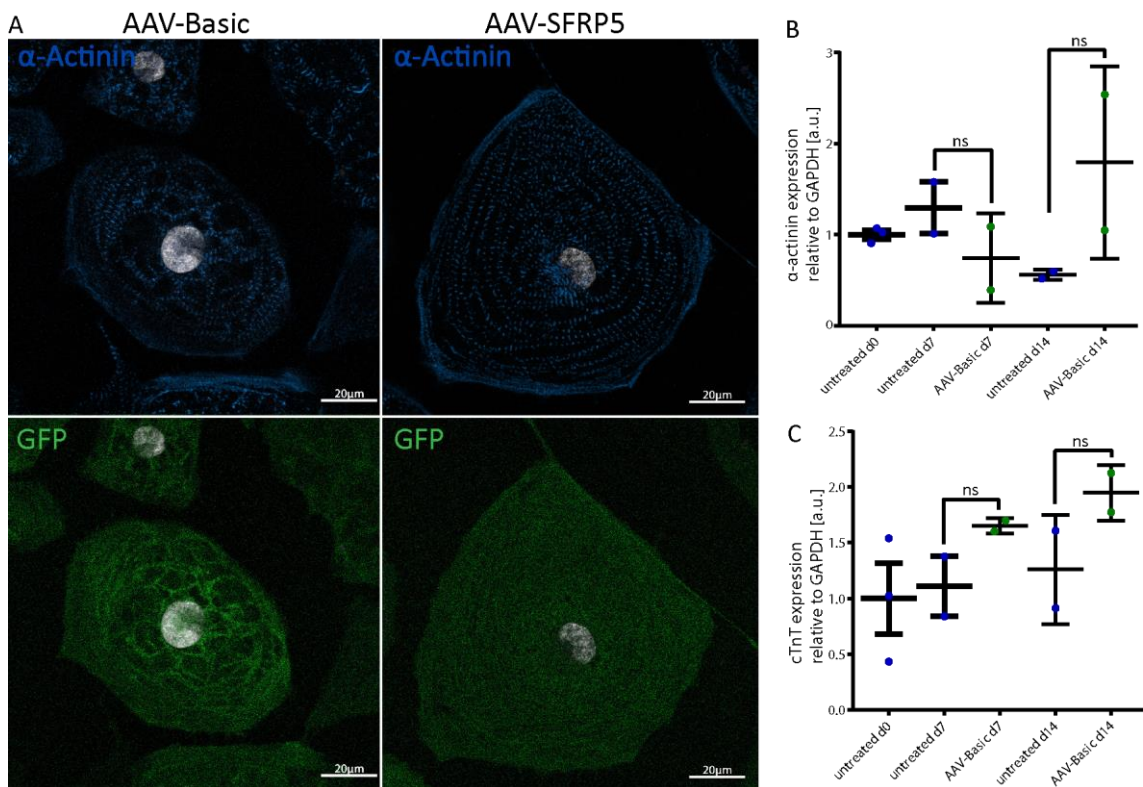 A
AAV-Basic
AAV-SFRP5
α-Actinin
α-Actinin
20µm
20µm
GFP
GFP
20µm
20µm
B
α-actinin expression
relative to GAPDH [a.u.]
3
2
1
0
ns
ns
untreated d0
untreated d7
AAV-Basic d7
untreated d14
AAV-Basic d14
C
cTnT expression
relative to GAPDH [a.u.]
2.5
2.0
1.5
1.0
0.5
0.0
ns
ns
untreated d0
untreated d7
AAV-Basic d7
untreated d14
AAV-Basic d14